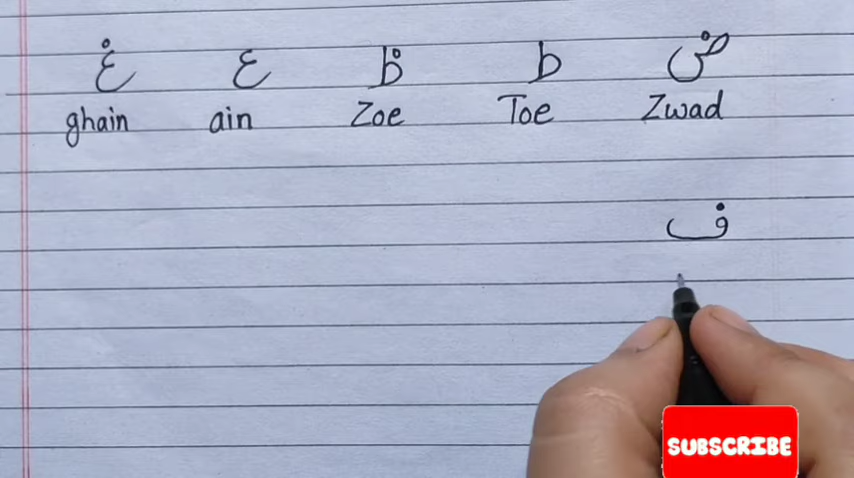 ض ط ظ ع غ
Zwad Toe Zoe ain ghain
ف
SUBSCRIBE